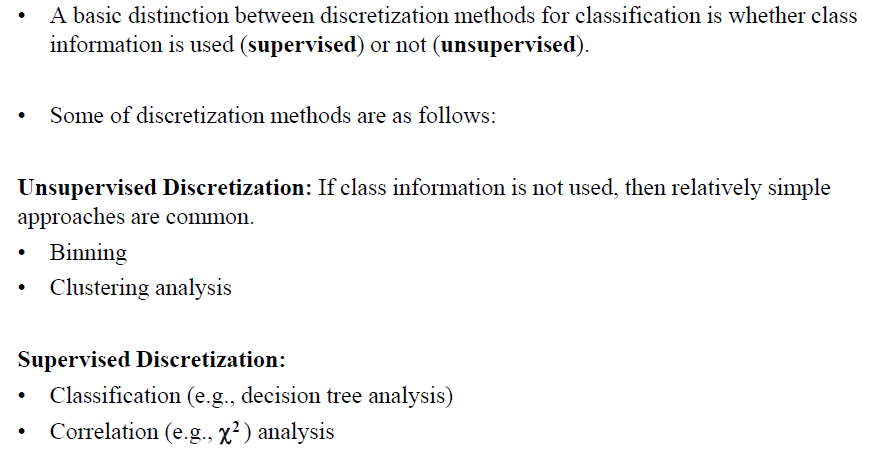 • A basic distinction between discretization methods for classification is whether class
information is used (supervised) or not (unsupervised).
• Some of discretization methods are as follows:
Unsupervised Discretization: If class information is not used, then relatively simple
approaches are common.
• Binning
• Clustering analysis
Supervised Discretization:
• Classification (e.g., decision tree analysis)
• Correlation (e.g., χ² ) analysis